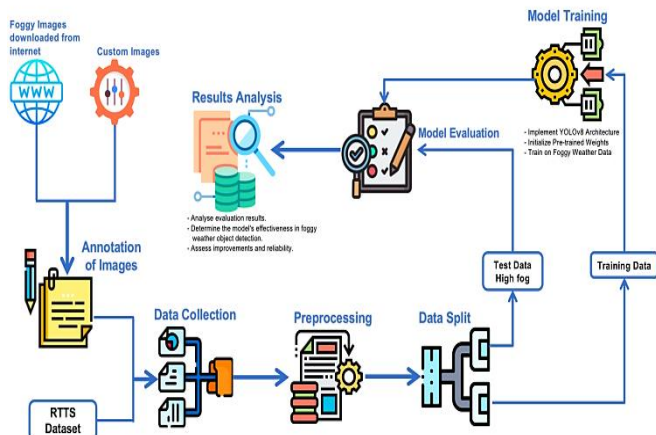 Foggy Images
downloaded from
internet
Custom Images
WWW
Annotation
of Images
RTTS
Dataset
Data Collection
Preprocessing
Data Split
Test Data
High fog
Training Data
Model Training
- Implement YOLOv8 Architecture
- Initialize Pre-trained Weights
- Train on Foggy Weather Data
Model Evaluation
Results Analysis
- Analyse evaluation results.
- Determine the model's effectiveness in foggy
weather object detection.
- Assess improvements and reliability.